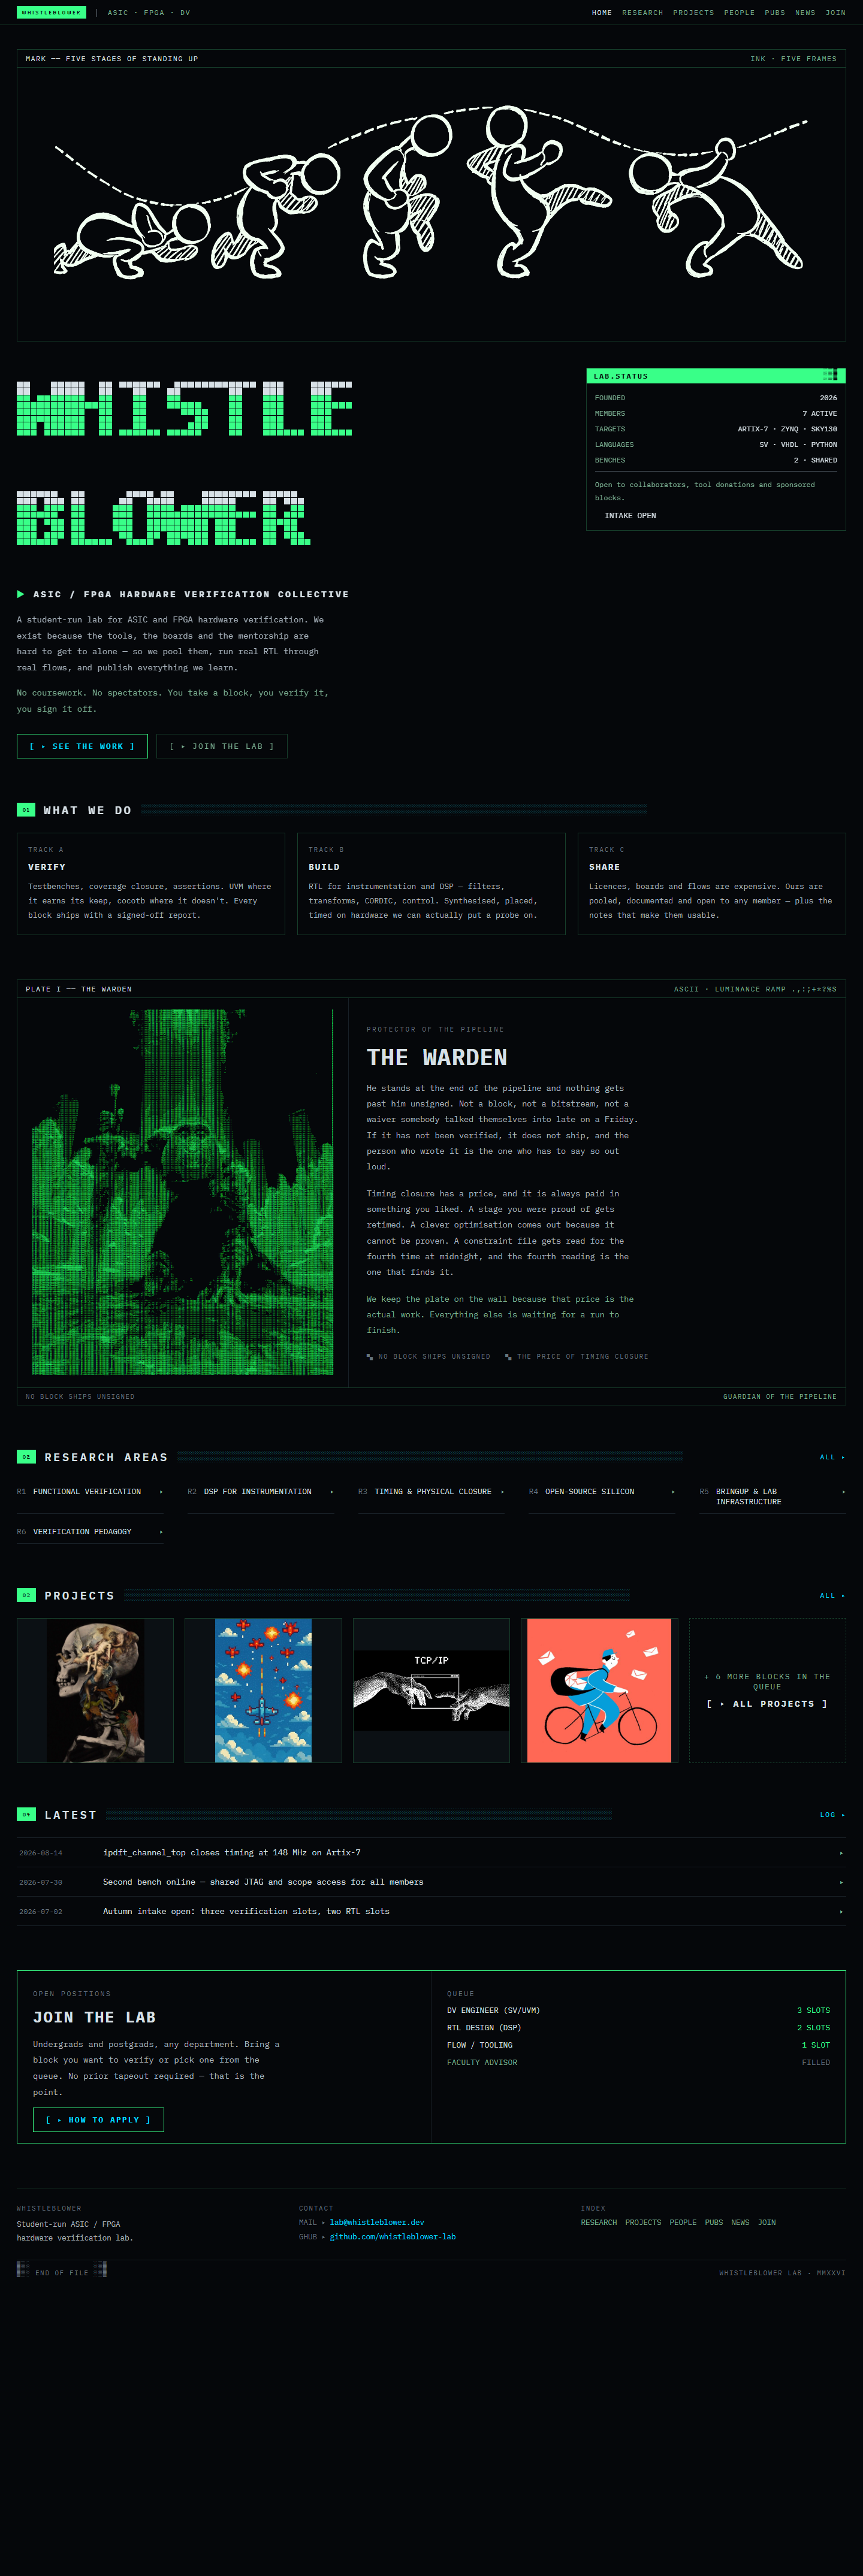 WHISTLEBLOWER | ASIC · FPGA · DV
HOME RESEARCH PROJECTS PEOPLE PUBS NEWS JOIN
MARK —— FIVE STAGES OF STANDING UP
INK · FIVE FRAMES
WHISTLE
BLOWER
LAB.STATUS
FOUNDED 2026
MEMBERS 7 ACTIVE
TARGETS ARTIX-7 · ZYNQ · SKY130
LANGUAGES SV · VHDL · PYTHON
BENCHES 2 · SHARED
Open to collaborators, tool donations and sponsored
blocks.
INTAKE OPEN
▶ ASIC / FPGA HARDWARE VERIFICATION COLLECTIVE
A student-run lab for ASIC and FPGA hardware verification. We
exist because the tools, the boards and the mentorship are
hard to get to alone — so we pool them, run real RTL through
real flows, and publish everything we learn.
No coursework. No spectators. You take a block, you verify it,
you sign it off.
[ ▸ SEE THE WORK ] [ ▸ JOIN THE LAB ]
01 WHAT WE DO
TRACK A
VERIFY
Testbenches, coverage closure, assertions. UVM where
it earns its keep, cocotb where it doesn't. Every
block ships with a signed-off report.
TRACK B
BUILD
RTL for instrumentation and DSP — filters,
transforms, CORDIC, control. Synthesised, placed,
timed on hardware we can actually put a probe on.
TRACK C
SHARE
Licences, boards and flows are expensive. Ours are
pooled, documented and open to any member — plus the
notes that make them usable.
PLATE I —— THE WARDEN
ASCII · LUMINANCE RAMP .,:;+*?%S
PROTECTOR OF THE PIPELINE
THE WARDEN
He stands at the end of the pipeline and nothing gets
past him unsigned. Not a block, not a bitstream, not a
waiver somebody talked themselves into late on a Friday.
If it has not been verified, it does not ship, and the
person who wrote it is the one who has to say so out
loud.
Timing closure has a price, and it is always paid in
something you liked. A stage you were proud of gets
retimed. A clever optimisation comes out because it
cannot be proven. A constraint file gets read for the
fourth time at midnight, and the fourth reading is the
one that finds it.
We keep the plate on the wall because that price is the
actual work. Everything else is waiting for a run to
finish.
▚ NO BLOCK SHIPS UNSIGNED ▚ THE PRICE OF TIMING CLOSURE
NO BLOCK SHIPS UNSIGNED
GUARDIAN OF THE PIPELINE
02 RESEARCH AREAS
ALL ▸
R1 FUNCTIONAL VERIFICATION ▸
R2 DSP FOR INSTRUMENTATION ▸
R3 TIMING & PHYSICAL CLOSURE ▸
R4 OPEN-SOURCE SILICON ▸
R5 BRINGUP & LAB ▸
INFRASTRUCTURE
R6 VERIFICATION PEDAGOGY ▸
03 PROJECTS
ALL ▸
TCP/IP
+ 6 MORE BLOCKS IN THE
QUEUE
[ ▸ ALL PROJECTS ]
04 LATEST
LOG ▸
2026-08-14 ipdft_channel_top closes timing at 148 MHz on Artix-7 ▸
2026-07-30 Second bench online — shared JTAG and scope access for all members ▸
2026-07-02 Autumn intake open: three verification slots, two RTL slots ▸
OPEN POSITIONS
JOIN THE LAB
Undergrads and postgrads, any department. Bring a
block you want to verify or pick one from the
queue. No prior tapeout required — that is the
point.
[ ▸ HOW TO APPLY ]
QUEUE
DV ENGINEER (SV/UVM) 3 SLOTS
RTL DESIGN (DSP) 2 SLOTS
FLOW / TOOLING 1 SLOT
FACULTY ADVISOR FILLED
WHISTLEBLOWER
Student-run ASIC / FPGA
hardware verification lab.
CONTACT
MAIL ▸ lab@whistleblower.dev
GHUB ▸ github.com/whistleblower-lab
INDEX
RESEARCH PROJECTS PEOPLE PUBS NEWS JOIN
END OF FILE
WHISTLEBLOWER LAB · MMXXVI